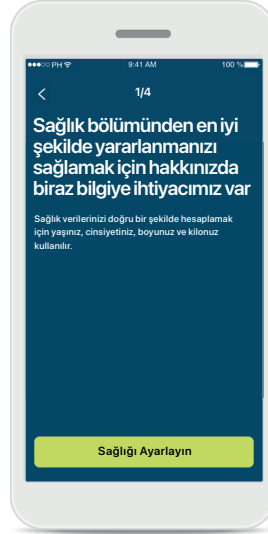 PH 9:41 AM 100 %
1/4
Sağlık bölümünden en iyi
şekilde yararlanmanızı
sağlamak için hakkınızda
biraz bilgiye ihtiyacımız var
Sağlık verilerinizi doğru bir şekilde hesaplamak
için yaşınız, cinsiyetiniz, boyunuz ve kilonuz
kullanılır.
Sağlığı Ayarlayın